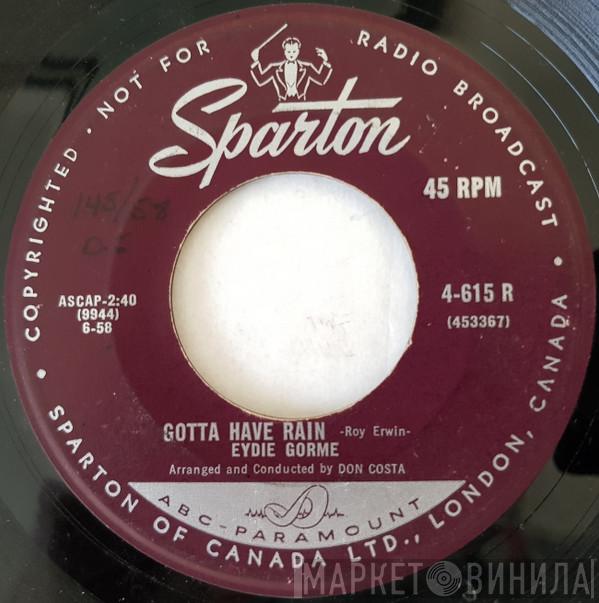 COPYRIGHTED • NOT FOR RADIO BROADCAST
Sparton
45 RPM
145/58
ASCAP-2:40
(9944)
6-58
4-615 R
(453367)
GOTTA HAVE RAIN -Roy Erwin-
EYDIE GORME
Arranged and Conducted by DON COSTA
ABC-PARAMOUNT
• SPARTON OF CANADA LTD., LONDON, CANADA •
МАРКЕТ ВИНИЛА